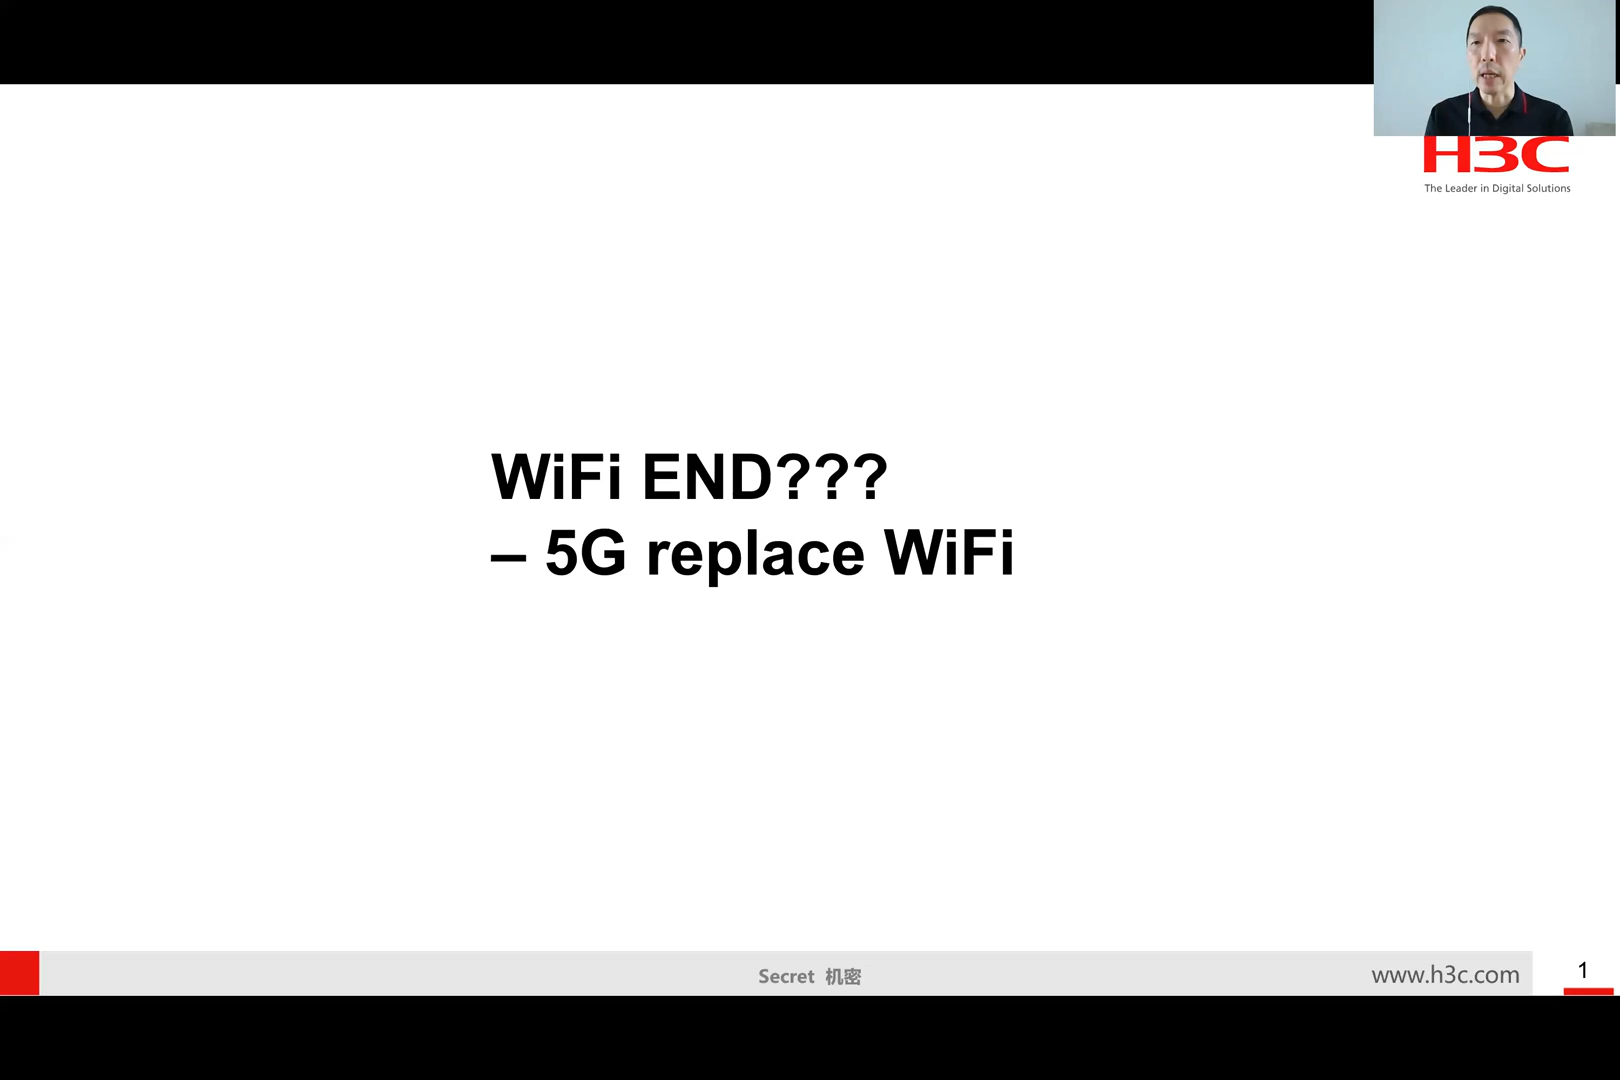 H3C
The Leader in Digital Solutions
WiFi END???
– 5G replace WiFi
Secret 机密
www.h3c.com
1